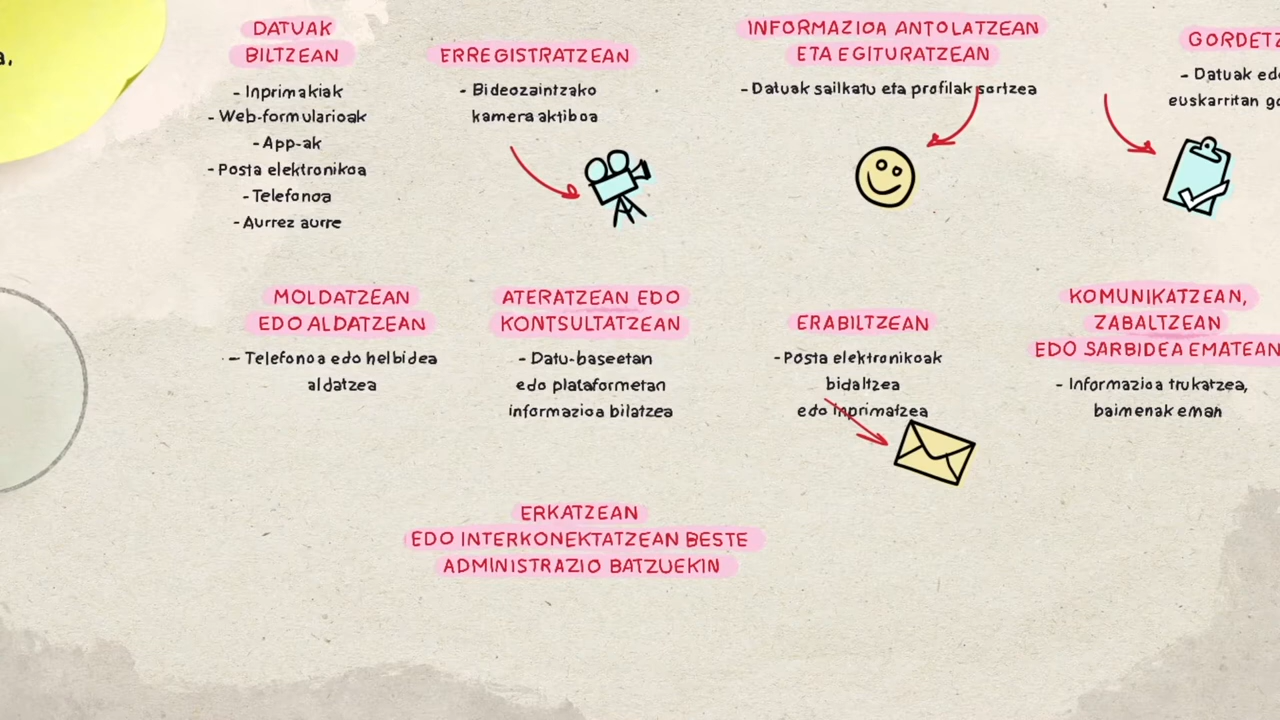 DATUAK
BILTZEAN
- Inprimakiak
- Web-formularioak
- App-ak
- Posta elektronikoa
- Telefonoa
- Aurrez aurre
ERREGISTRATZEAN
- Bideozaintzako
kamera aktiboa
INFORMAZIOA ANTOLATZEAN
ETA EGITURATZEAN
- Datuak sailkatu eta profilak sortzea
- Datuak
euskarritan
MOLDATZEAN
EDO ALDATZEAN
- Telefonoa edo helbidea
aldatzea
ATERATZEAN EDO
KONTSULTATZEAN
- Datu-baseetan
edo plataformetan
informazioa bilatzea
ERABILTZEAN
- Posta elektronikoak
bidaltzea
edo inprimatzea
KOMUNIKATZEAN,
ZABALTZEAN
EDO SARBIDEA EMATEAN
- Informazioa trukatzea,
baimenak eman
ERKATZEAN
EDO INTERKONEKTATZEAN BESTE
ADMINISTRAZIO BATZUEKIN